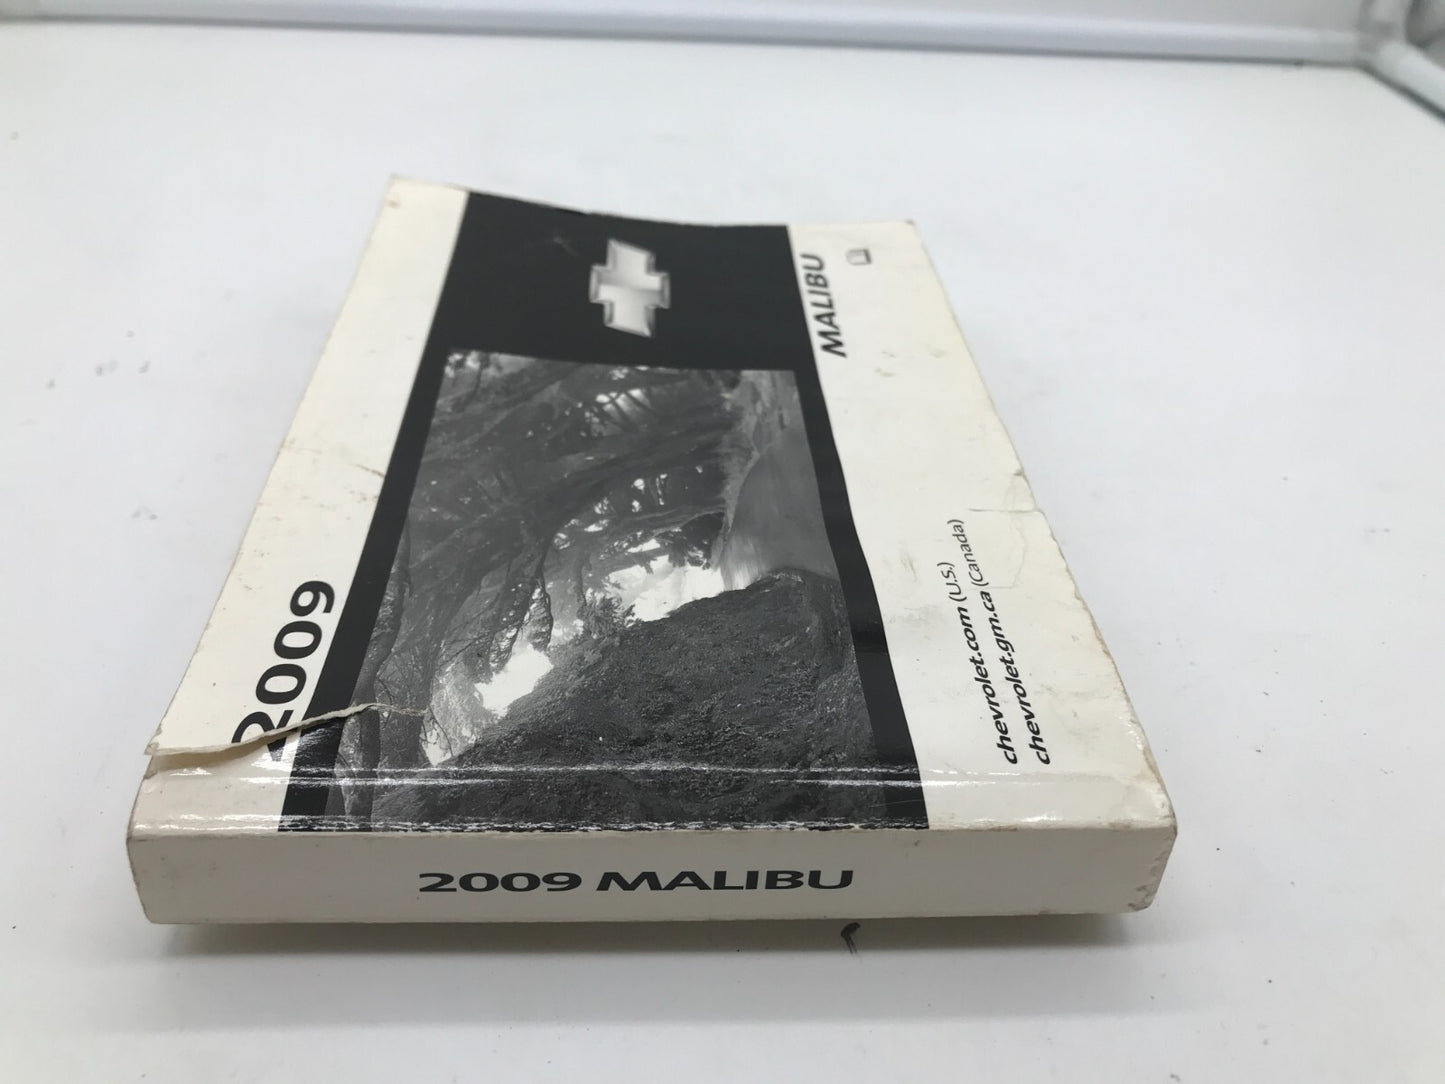 2009
MALIBU
chevrolet.com (U.S.)
chevrolet.gm.ca (Canada)
2009 MALIBU